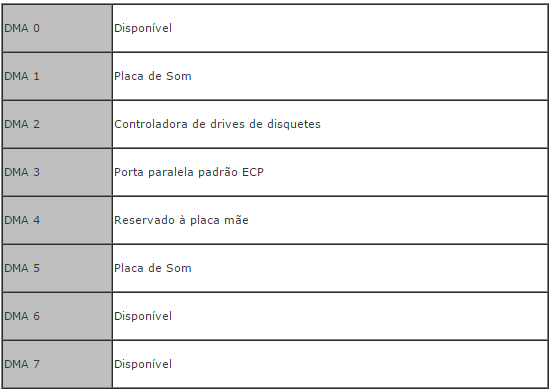 DMA 0 Disponível
DMA 1 Placa de Som
DMA 2 Controladora de drives de disquetes
DMA 3 Porta paralela padrão ECP
DMA 4 Reservado à placa mãe
DMA 5 Placa de Som
DMA 6 Disponível
DMA 7 Disponível